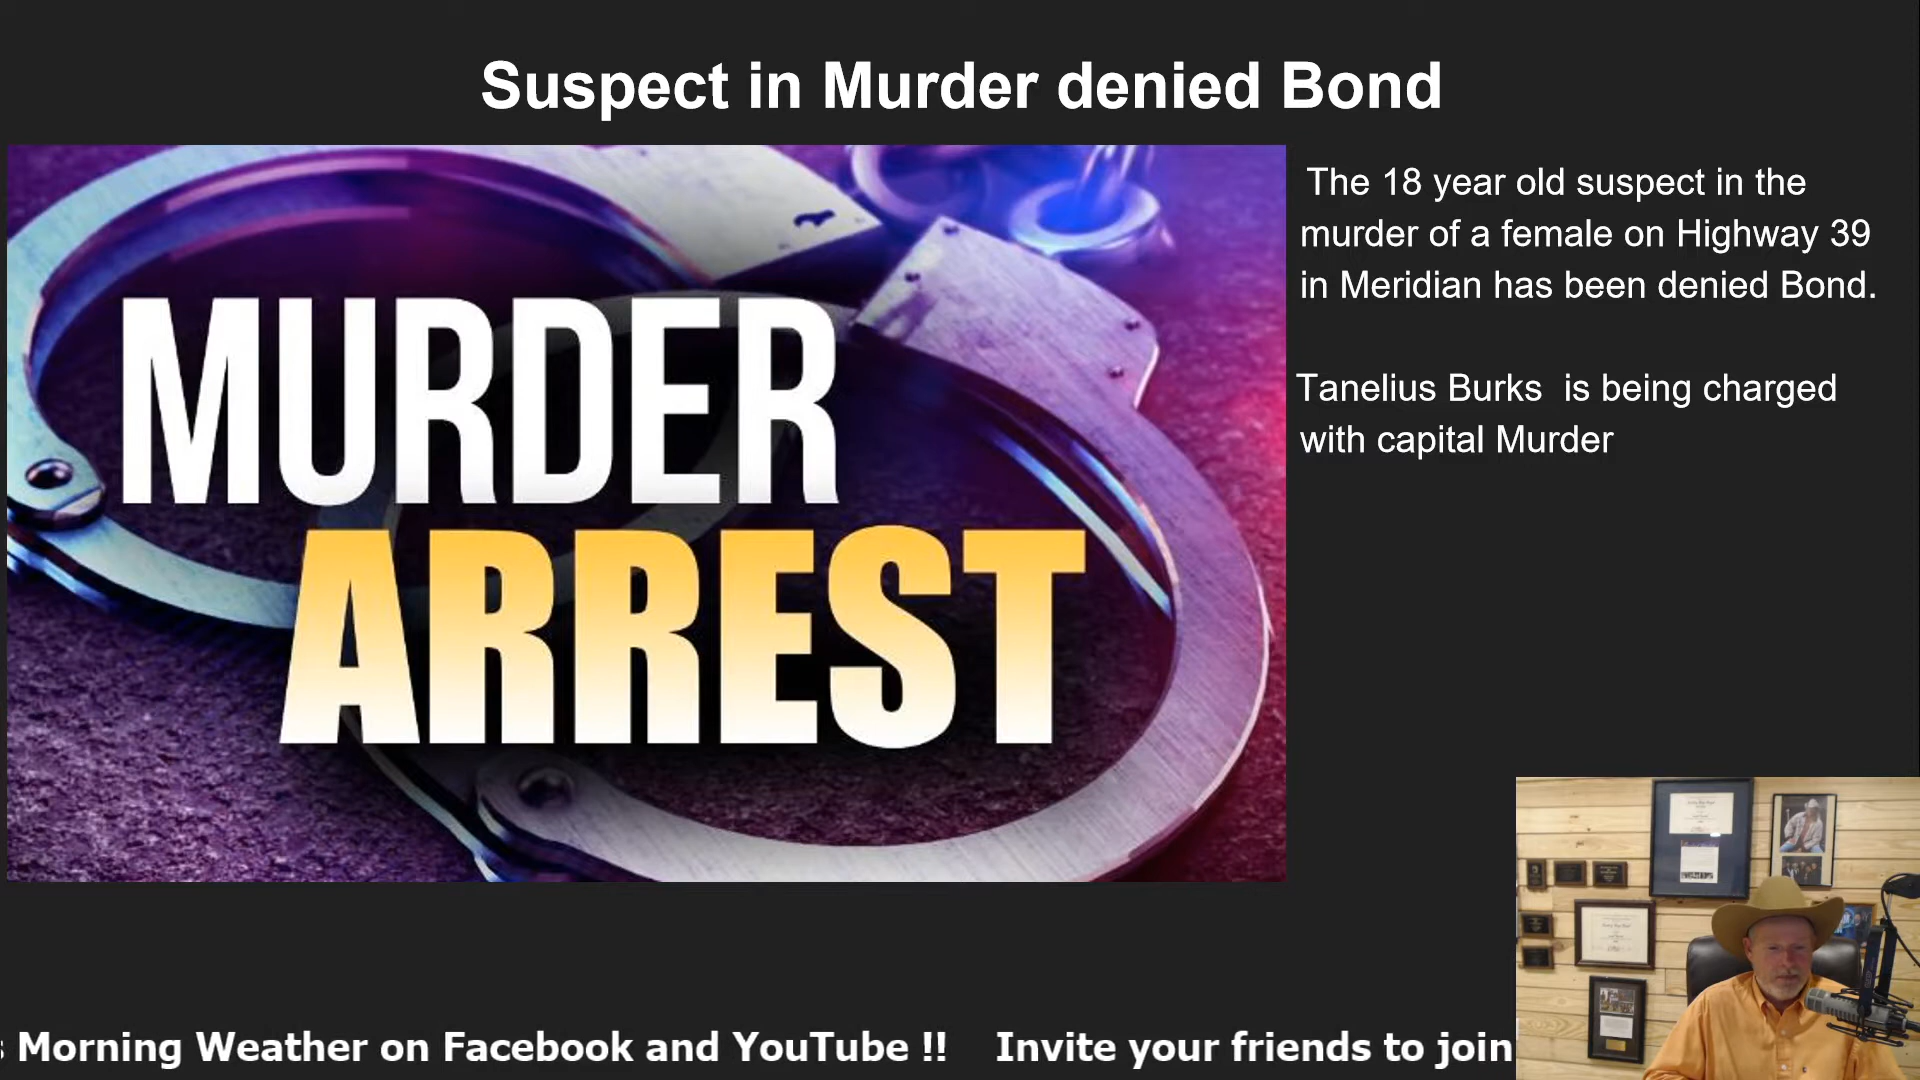 Suspect in Murder denied Bond
The 18 year old suspect in the
murder of a female on Highway 39
in Meridian has been denied Bond.
Tanelius Burks is being charged
with capital Murder
MURDER
ARREST
Morning Weather on Facebook and YouTube !! Invite your friends to join